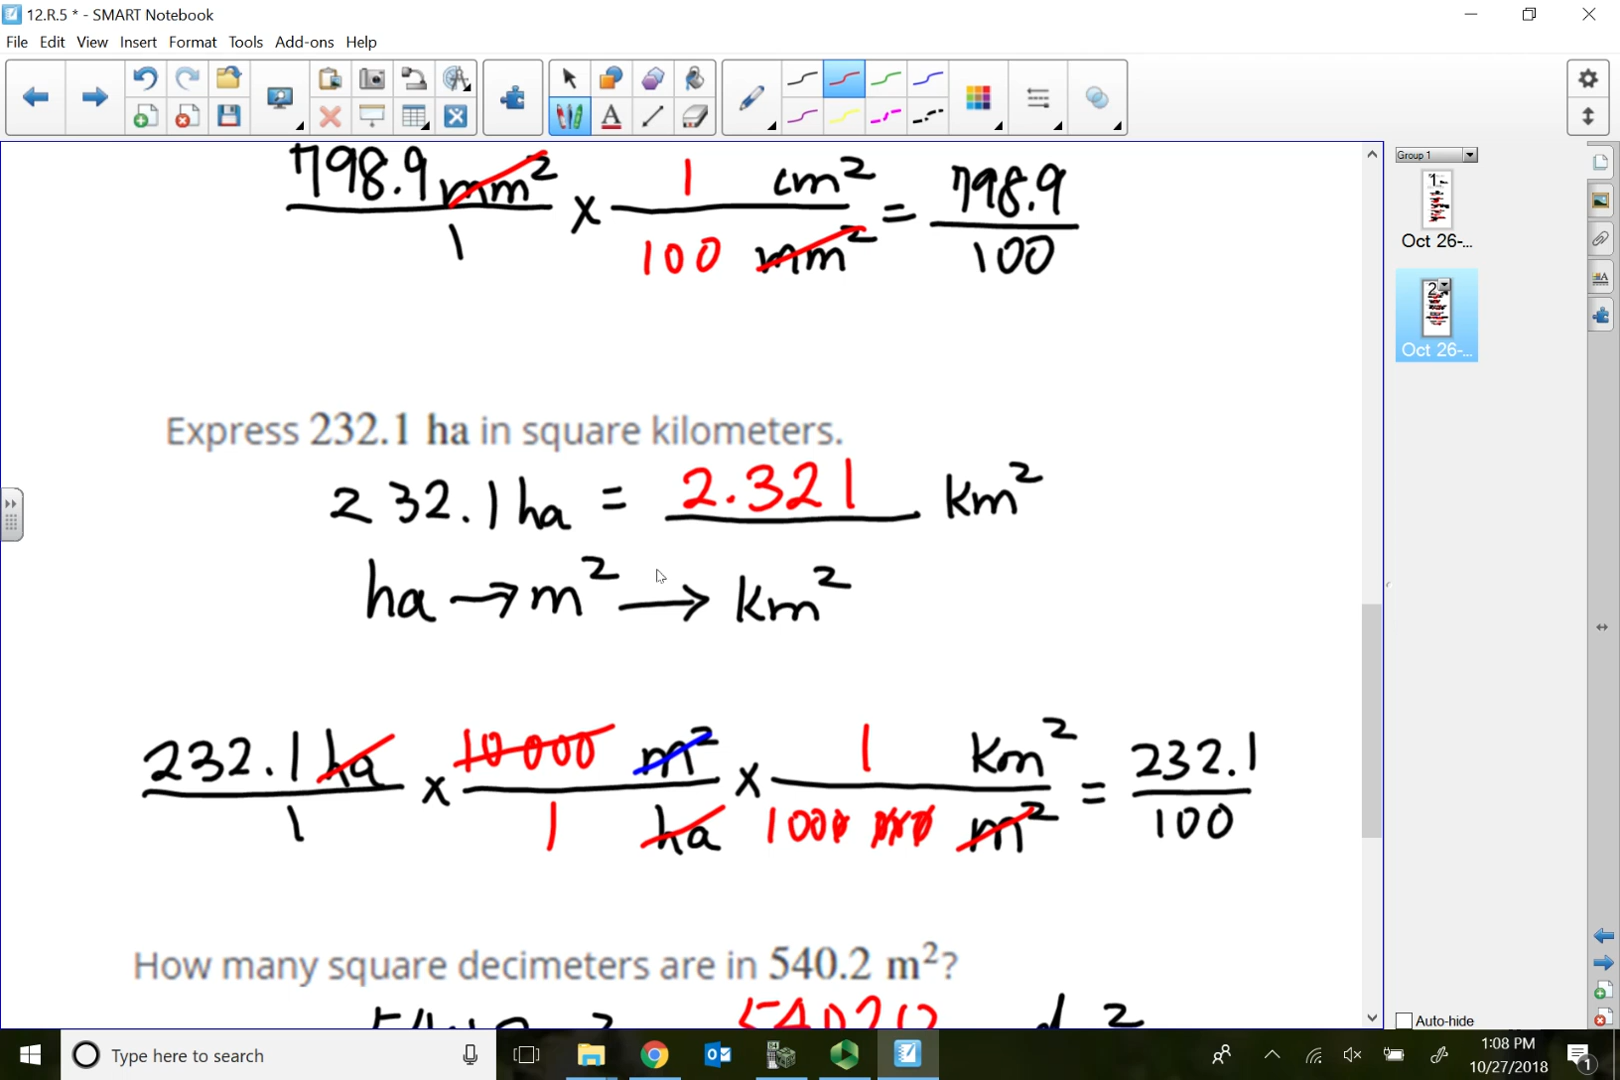 12.R.5 * - SMART Notebook
File Edit View Insert Format Tools Add-ons Help
798.9 mm² / 1 × 1 cm² / 100 mm² = 798.9 / 100
Express 232.1 ha in square kilometers.
232.1 ha = 2.321 km²
ha → m² → km²
232.1 ha / 1 × 10 000 m² / 1 ha × 1 km² / 1000 000 m² = 232.1 / 100
How many square decimeters are in 540.2 m²?
Group 1
1
Oct 26-...
2
Oct 26-...
Auto-hide
Type here to search
1:08 PM
10/27/2018
1